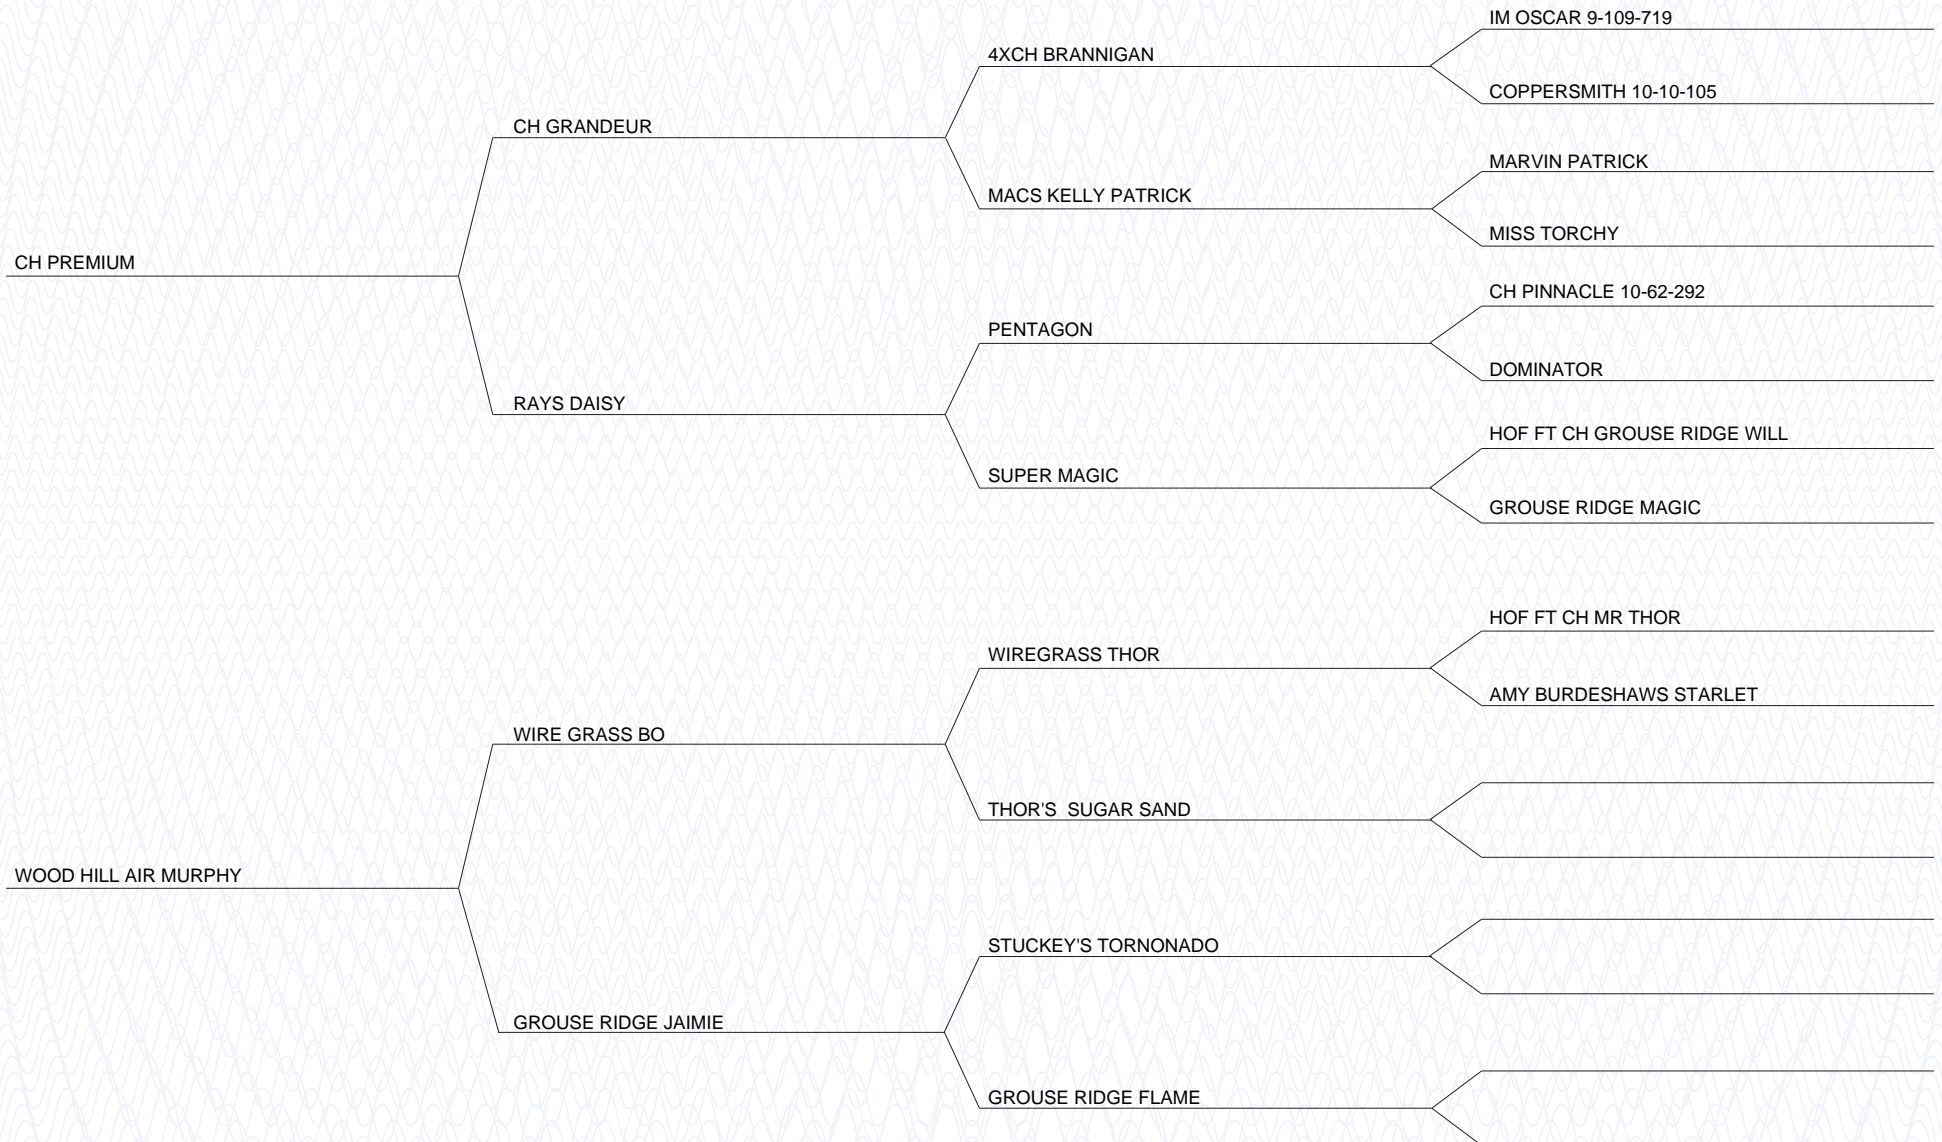 IM OSCAR 9-109-719
4XCH BRANNIGAN
COPPERSMITH 10-10-105
CH GRANDEUR
MARVIN PATRICK
MACS KELLY PATRICK
MISS TORCHY
CH PREMIUM
CH PINNACLE 10-62-292
PENTAGON
DOMINATOR
RAYS DAISY
HOF FT CH GROUSE RIDGE WILL
SUPER MAGIC
GROUSE RIDGE MAGIC
HOF FT CH MR THOR
WIREGRASS THOR
AMY BURDESHAWS STARLET
WIRE GRASS BO
THOR'S  SUGAR SAND
WOOD HILL AIR MURPHY
STUCKEY'S TORNONADO
GROUSE RIDGE JAIMIE
GROUSE RIDGE FLAME